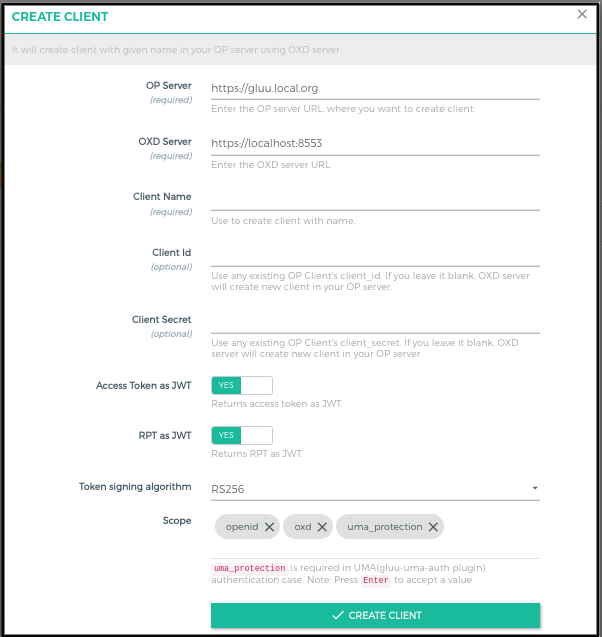 CREATE CLIENT
It will create client with given name in your OP server using OXD server
OP Server
(required)
https://gluu.local.org
Enter the OP server URL, where you want to create client.
OXD Server
(required)
https://localhost:8553
Enter the OXD server URL
Client Name
(required)
Use to create client with name.
Client Id
(optional)
Use any existing OP Client's client_id. If you leave it blank, OXD server
will create new client in your OP server.
Client Secret
(optional)
Use any existing OP Client's client_secret. If you leave it blank, OXD
server will create new client in your OP server.
Access Token as JWT
YES
Returns access token as JWT.
RPT as JWT
YES
Returns RPT as JWT.
Token signing algorithm
RS256
Scope
openid oxd uma_protection
uma_protection is required in UMA(gluu-uma-auth plugin)
authentication case. Note: Press Enter to accept a value.
CREATE CLIENT